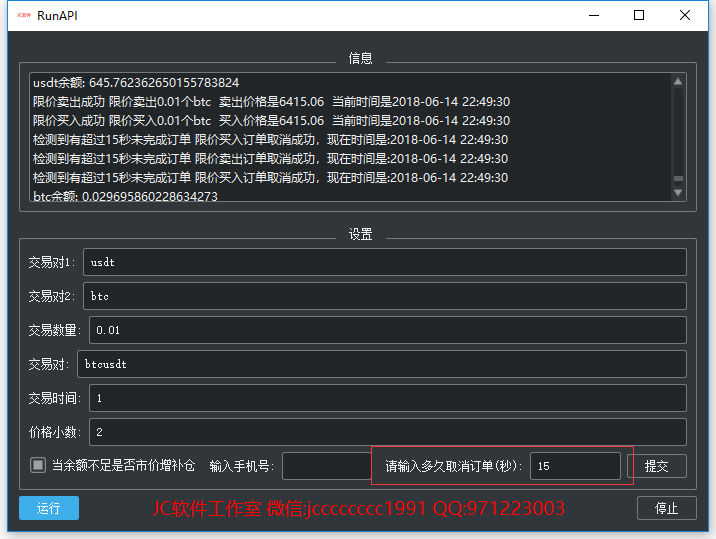 JC软件 RunAPI
信息
usdt余额: 645.762362650155783824
限价卖出成功 限价卖出0.01个btc 卖出价格是6415.06 当前时间是2018-06-14 22:49:30
限价买入成功 限价买入0.01个btc 买入价格是6415.06 当前时间是2018-06-14 22:49:30
检测到有超过15秒未完成订单 限价买入订单取消成功，现在时间是:2018-06-14 22:49:30
检测到有超过15秒未完成订单 限价卖出订单取消成功，现在时间是:2018-06-14 22:49:30
检测到有超过15秒未完成订单 限价买入订单取消成功，现在时间是:2018-06-14 22:49:30
btc余额: 0.029695860228634273
设置
交易对1: usdt
交易对2: btc
交易数量: 0.01
交易对: btcusdt
交易时间: 1
价格小数: 2
当余额不足是否市价增补仓 输入手机号: 请输入多久取消订单(秒): 15 提交
运行 JC软件工作室 微信:jcccccccc1991 QQ:971223003 停止